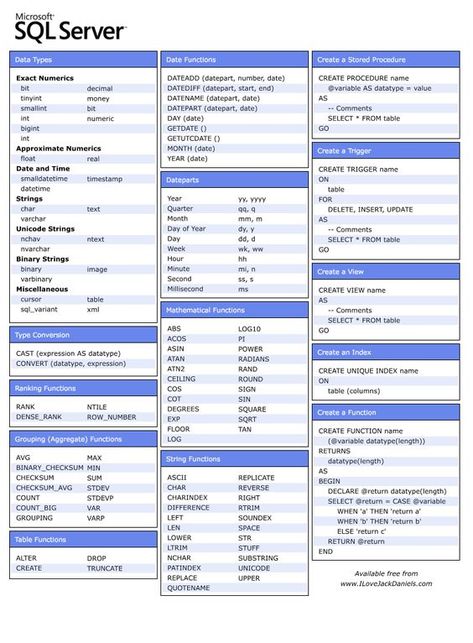 Microsoft®
SQL Server™
Data Types
Exact Numerics
bit decimal
tinyint money
smallint bit
int numeric
bigint
int
Approximate Numerics
float real
Date and Time
smalldatetime timestamp
datetime
Strings
char text
varchar
Unicode Strings
nchav ntext
nvarchar
Binary Strings
binary image
varbinary
Miscellaneous
cursor table
sql_variant xml
Type Conversion
CAST (expression AS datatype)
CONVERT (datatype, expression)
Ranking Functions
RANK NTILE
DENSE_RANK ROW_NUMBER
Grouping (Aggregate) Functions
AVG MAX
BINARY_CHECKSUM MIN
CHECKSUM SUM
CHECKSUM_AVG STDEV
COUNT STDEVP
COUNT_BIG VAR
GROUPING VARP
Table Functions
ALTER DROP
CREATE TRUNCATE
Date Functions
DATEADD (datepart, number, date)
DATEDIFF (datepart, start, end)
DATENAME (datepart, date)
DATEPART (datepart, date)
DAY (date)
GETDATE ()
GETUTCDATE ()
MONTH (date)
YEAR (date)
Dateparts
Year yy, yyyy
Quarter qq, q
Month mm, m
Day of Year dy, y
Day dd, d
Week wk, ww
Hour hh
Minute mi, n
Second ss, s
Millisecond ms
Mathematical Functions
ABS LOG10
ACOS PI
ASIN POWER
ATAN RADIANS
ATN2 RAND
CEILING ROUND
COS SIGN
COT SIN
DEGREES SQUARE
EXP SQRT
FLOOR TAN
LOG
String Functions
ASCII REPLICATE
CHAR REVERSE
CHARINDEX RIGHT
DIFFERENCE RTRIM
LEFT SOUNDEX
LEN SPACE
LOWER STR
LTRIM STUFF
NCHAR SUBSTRING
PATINDEX UNICODE
REPLACE UPPER
QUOTENAME
Create a Stored Procedure
CREATE PROCEDURE name
@variable AS datatype = value
AS
-- Comments
SELECT * FROM table
GO
Create a Trigger
CREATE TRIGGER name
ON
table
FOR
DELETE, INSERT, UPDATE
AS
-- Comments
SELECT * FROM table
GO
Create a View
CREATE VIEW name
AS
-- Comments
SELECT * FROM table
GO
Create an Index
CREATE UNIQUE INDEX name
ON
table (columns)
Create a Function
CREATE FUNCTION name
(@variable datatype(length))
RETURNS
datatype(length)
AS
BEGIN
DECLARE @return datatype(length)
SELECT @return = CASE @variable
WHEN 'a' THEN 'return a'
WHEN 'b' THEN 'return b'
ELSE 'return c'
RETURN @return
END
Available free from
www.ILoveJackDaniels.com